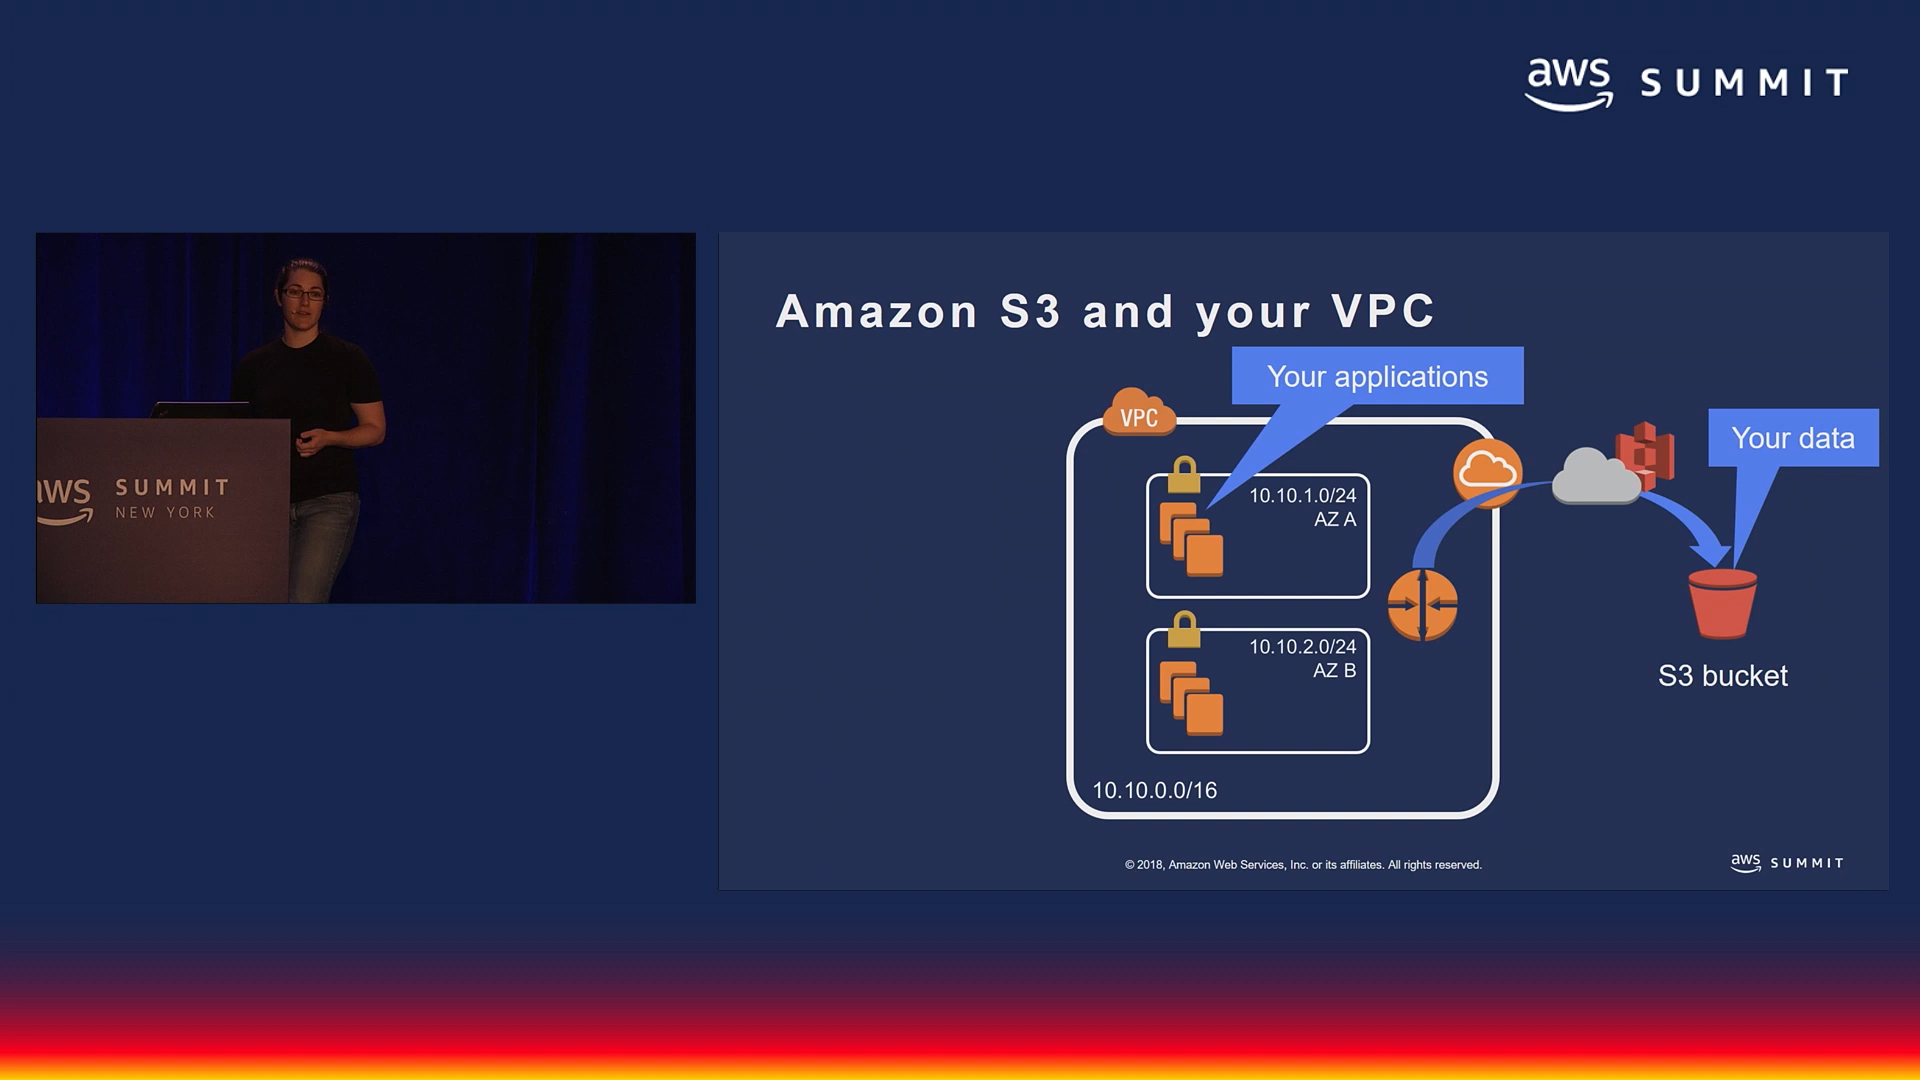 aws SUMMIT
aws SUMMIT
NEW YORK
Amazon S3 and your VPC
Your applications
VPC
Your data
10.10.1.0/24
AZ A
10.10.2.0/24
AZ B
S3 bucket
10.10.0.0/16
© 2018, Amazon Web Services, Inc. or its affiliates. All rights reserved.
aws SUMMIT